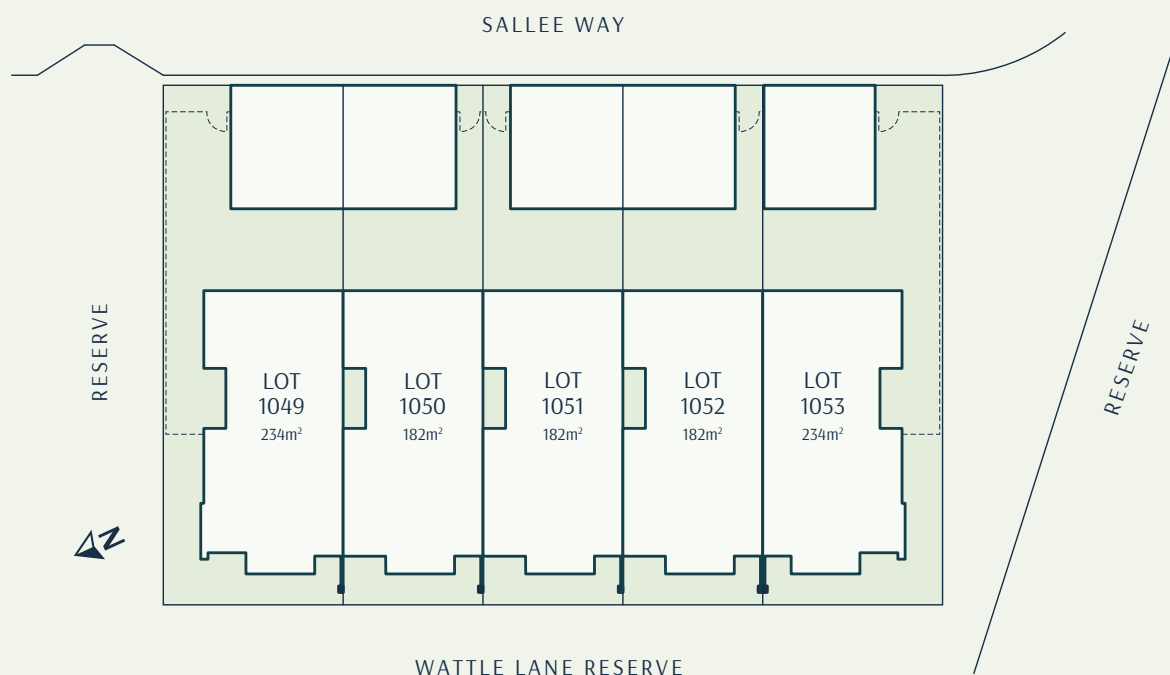 SALLEE WAY
RESERVE
RESERVE
LOT
1049
234m²
LOT
1050
182m²
LOT
1051
182m²
LOT
1052
182m²
LOT
1053
234m²
N
WATTLE LANE RESERVE